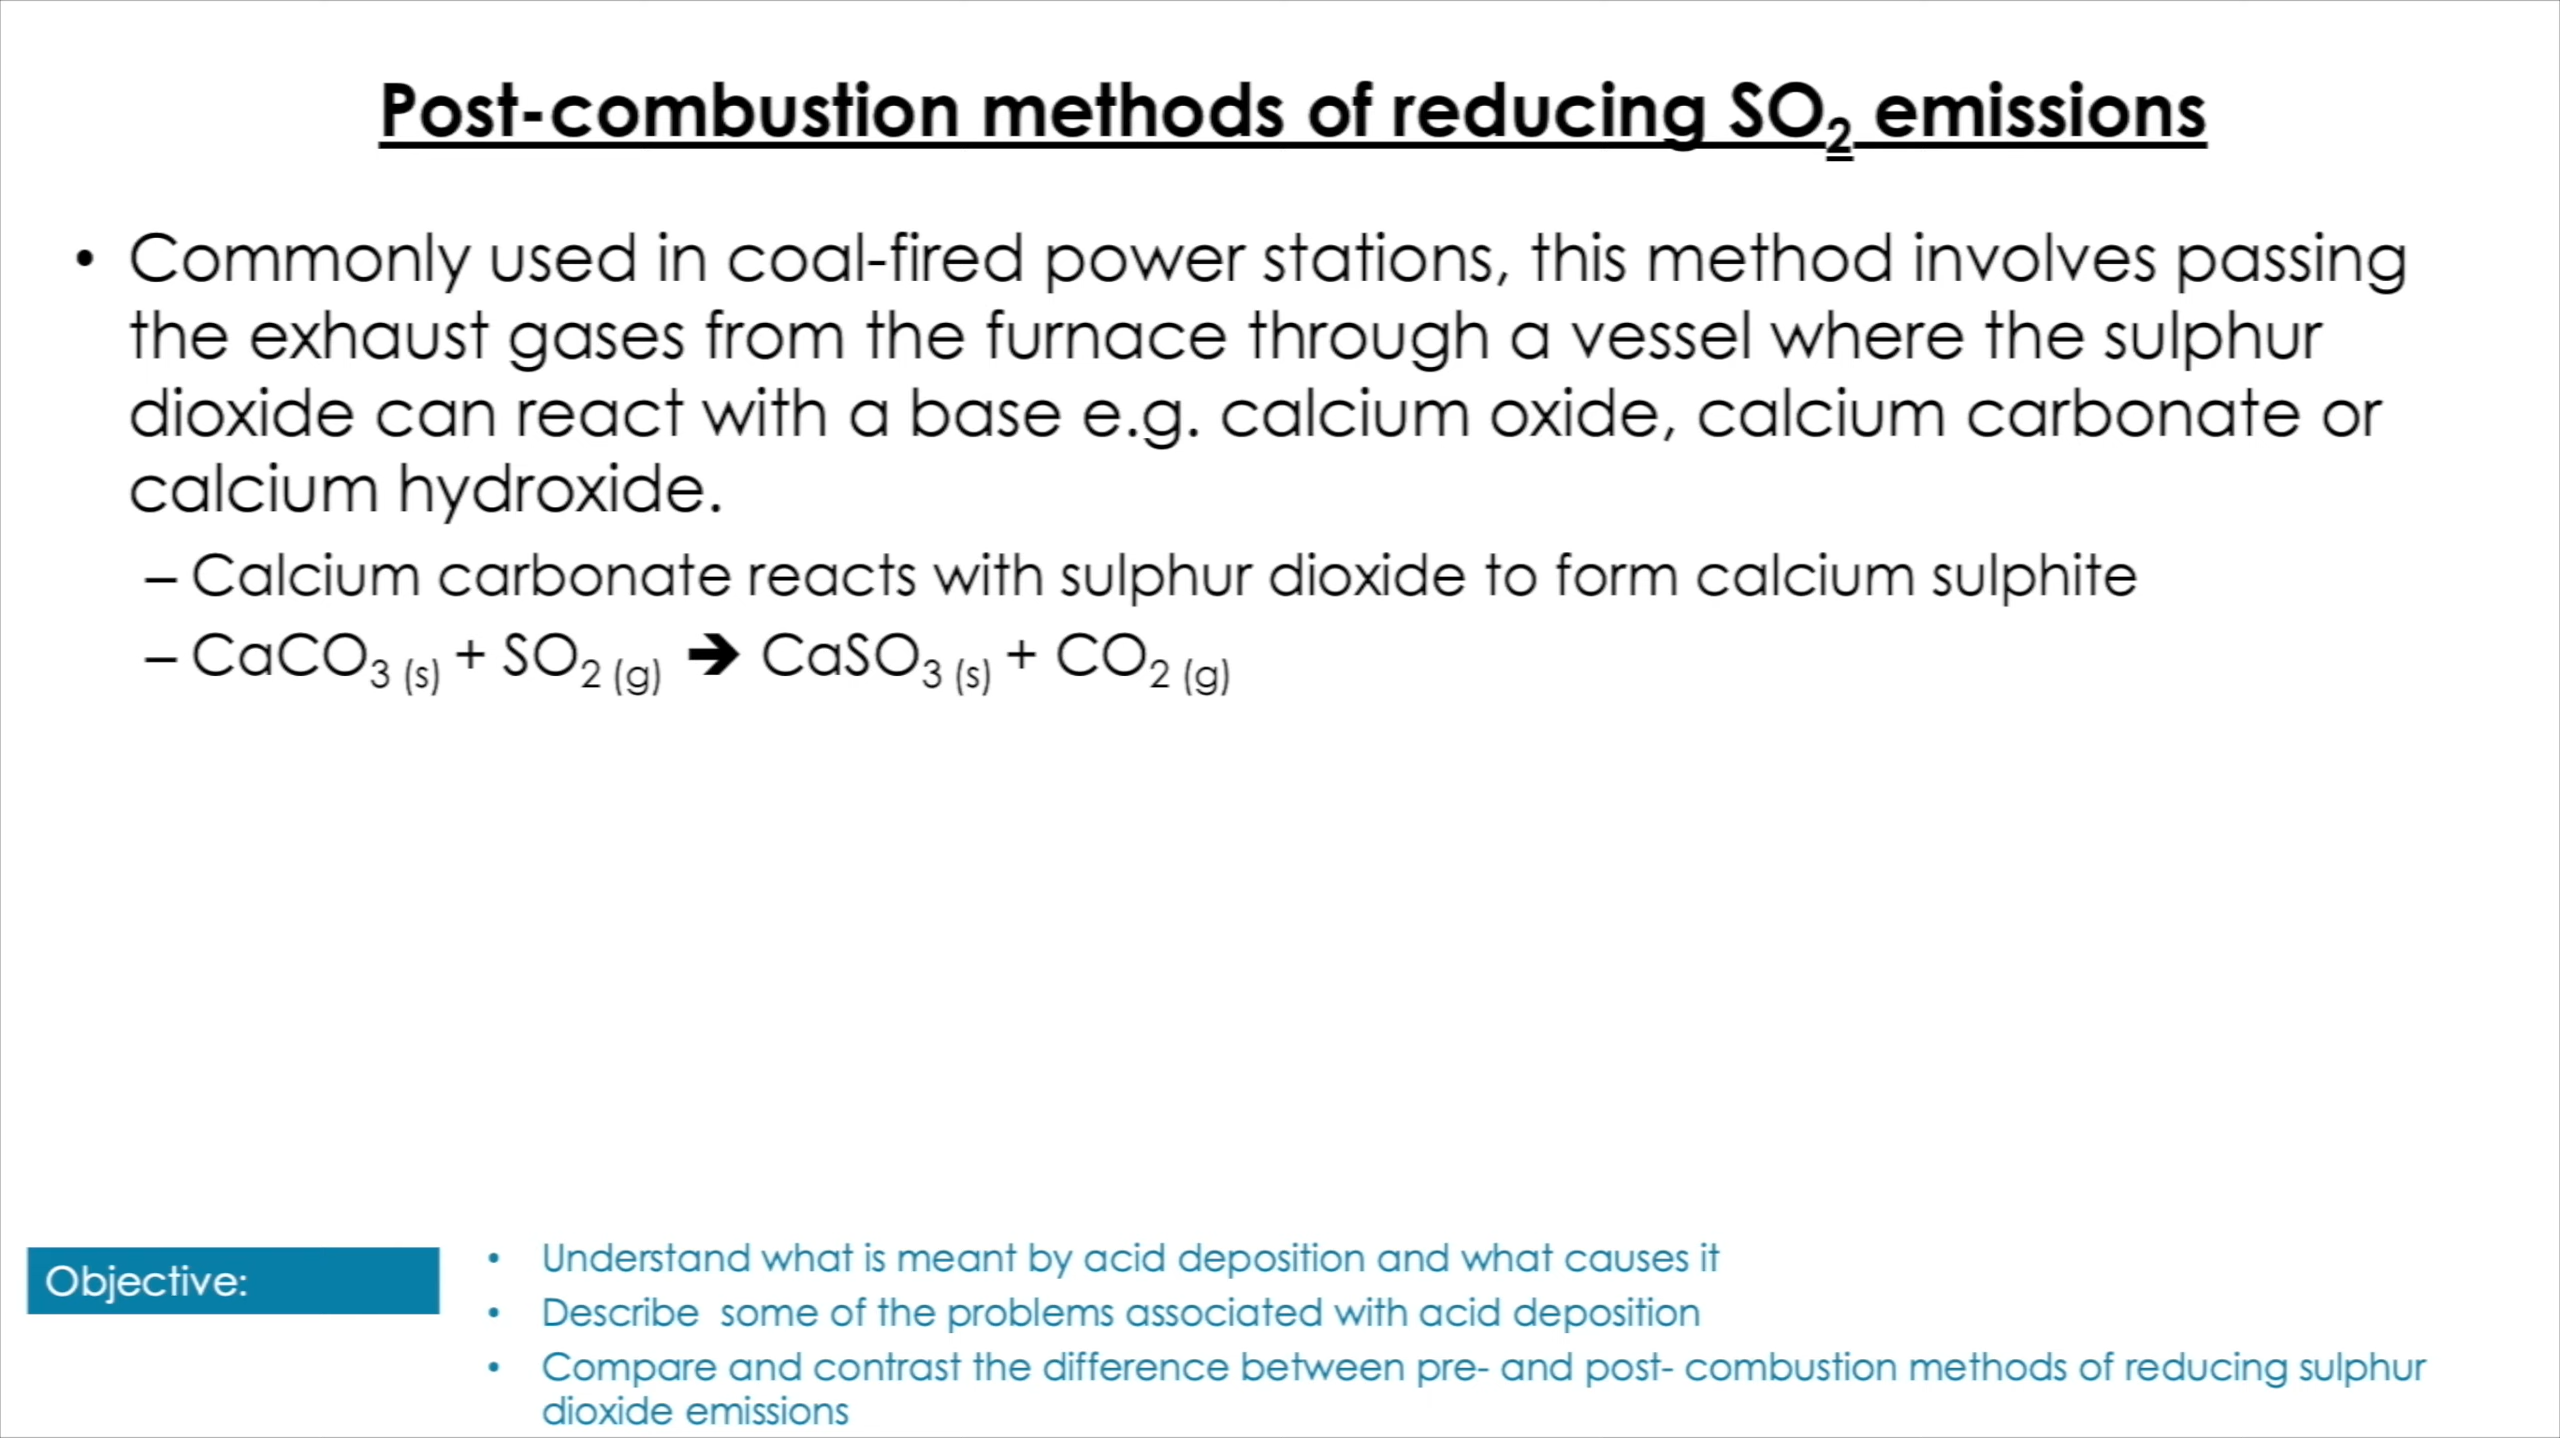 Post-combustion methods of reducing SO₂ emissions
• Commonly used in coal-fired power stations, this method involves passing
the exhaust gases from the furnace through a vessel where the sulphur
dioxide can react with a base e.g. calcium oxide, calcium carbonate or
calcium hydroxide.
– Calcium carbonate reacts with sulphur dioxide to form calcium sulphite
– CaCO₃ (s) + SO₂ (g) ➔ CaSO₃ (s) + CO₂ (g)
Objective:
• Understand what is meant by acid deposition and what causes it
• Describe some of the problems associated with acid deposition
• Compare and contrast the difference between pre- and post- combustion methods of reducing sulphur
dioxide emissions